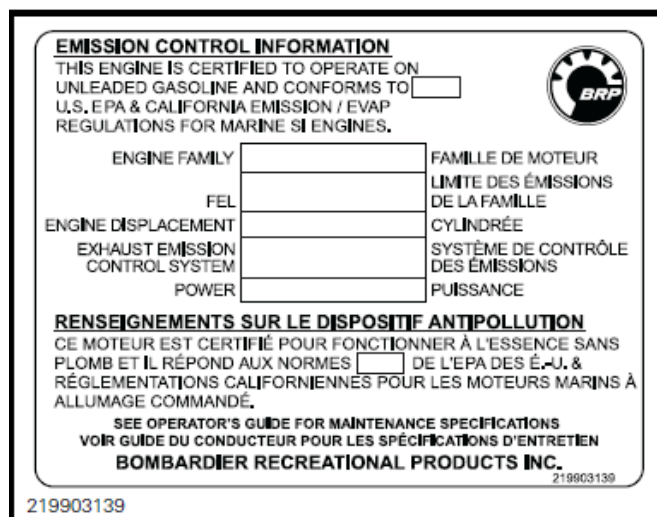 EMISSION CONTROL INFORMATION
THIS ENGINE IS CERTIFIED TO OPERATE ON
UNLEADED GASOLINE AND CONFORMS TO
U.S. EPA & CALIFORNIA EMISSION / EVAP
REGULATIONS FOR MARINE SI ENGINES.
BRP
ENGINE FAMILY FAMILLE DE MOTEUR
LIMITE DES ÉMISSIONS
FEL DE LA FAMILLE
ENGINE DISPLACEMENT CYLINDRÉE
EXHAUST EMISSION SYSTÈME DE CONTRÔLE
CONTROL SYSTEM DES ÉMISSIONS
POWER PUISSANCE
RENSEIGNEMENTS SUR LE DISPOSITIF ANTIPOLLUTION
CE MOTEUR EST CERTIFIÉ POUR FONCTIONNER À L'ESSENCE SANS
PLOMB ET IL RÉPOND AUX NORMES DE L'EPA DES É.-U. &
RÉGLEMENTATIONS CALIFORNIENNES POUR LES MOTEURS MARINS À
ALLUMAGE COMMANDÉ.
SEE OPERATOR'S GUIDE FOR MAINTENANCE SPECIFICATIONS
VOIR GUIDE DU CONDUCTEUR POUR LES SPÉCIFICATIONS D'ENTRETIEN
BOMBARDIER RECREATIONAL PRODUCTS INC.
219903139
219903139